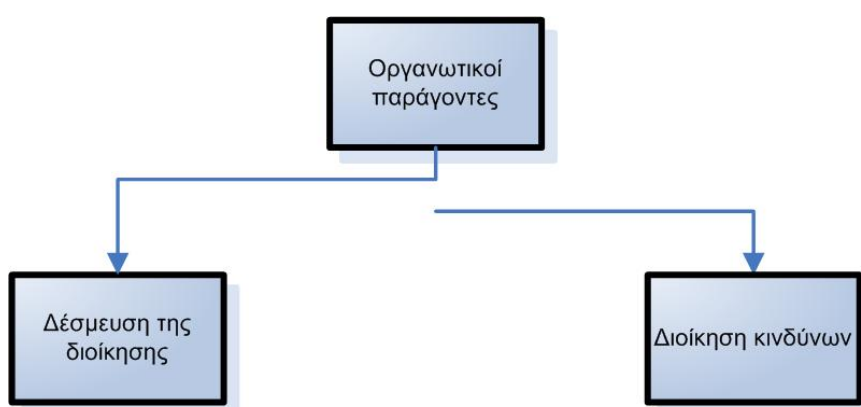 Οργανωτικοί
παράγοντες
Δέσμευση της
διοίκησης
Διοίκηση κινδύνων